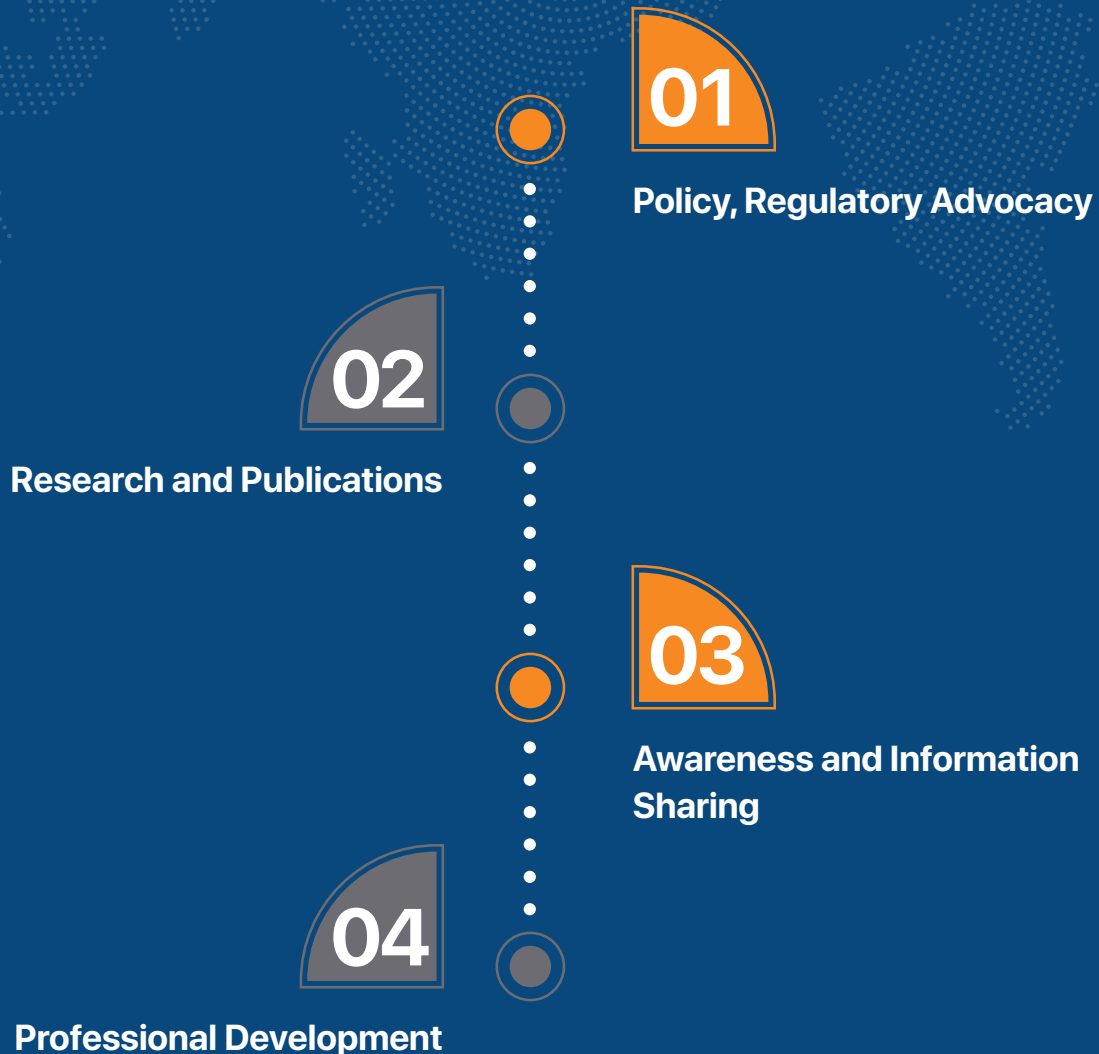 01
Policy, Regulatory Advocacy
02
Research and Publications
03
Awareness and Information
Sharing
04
Professional Development